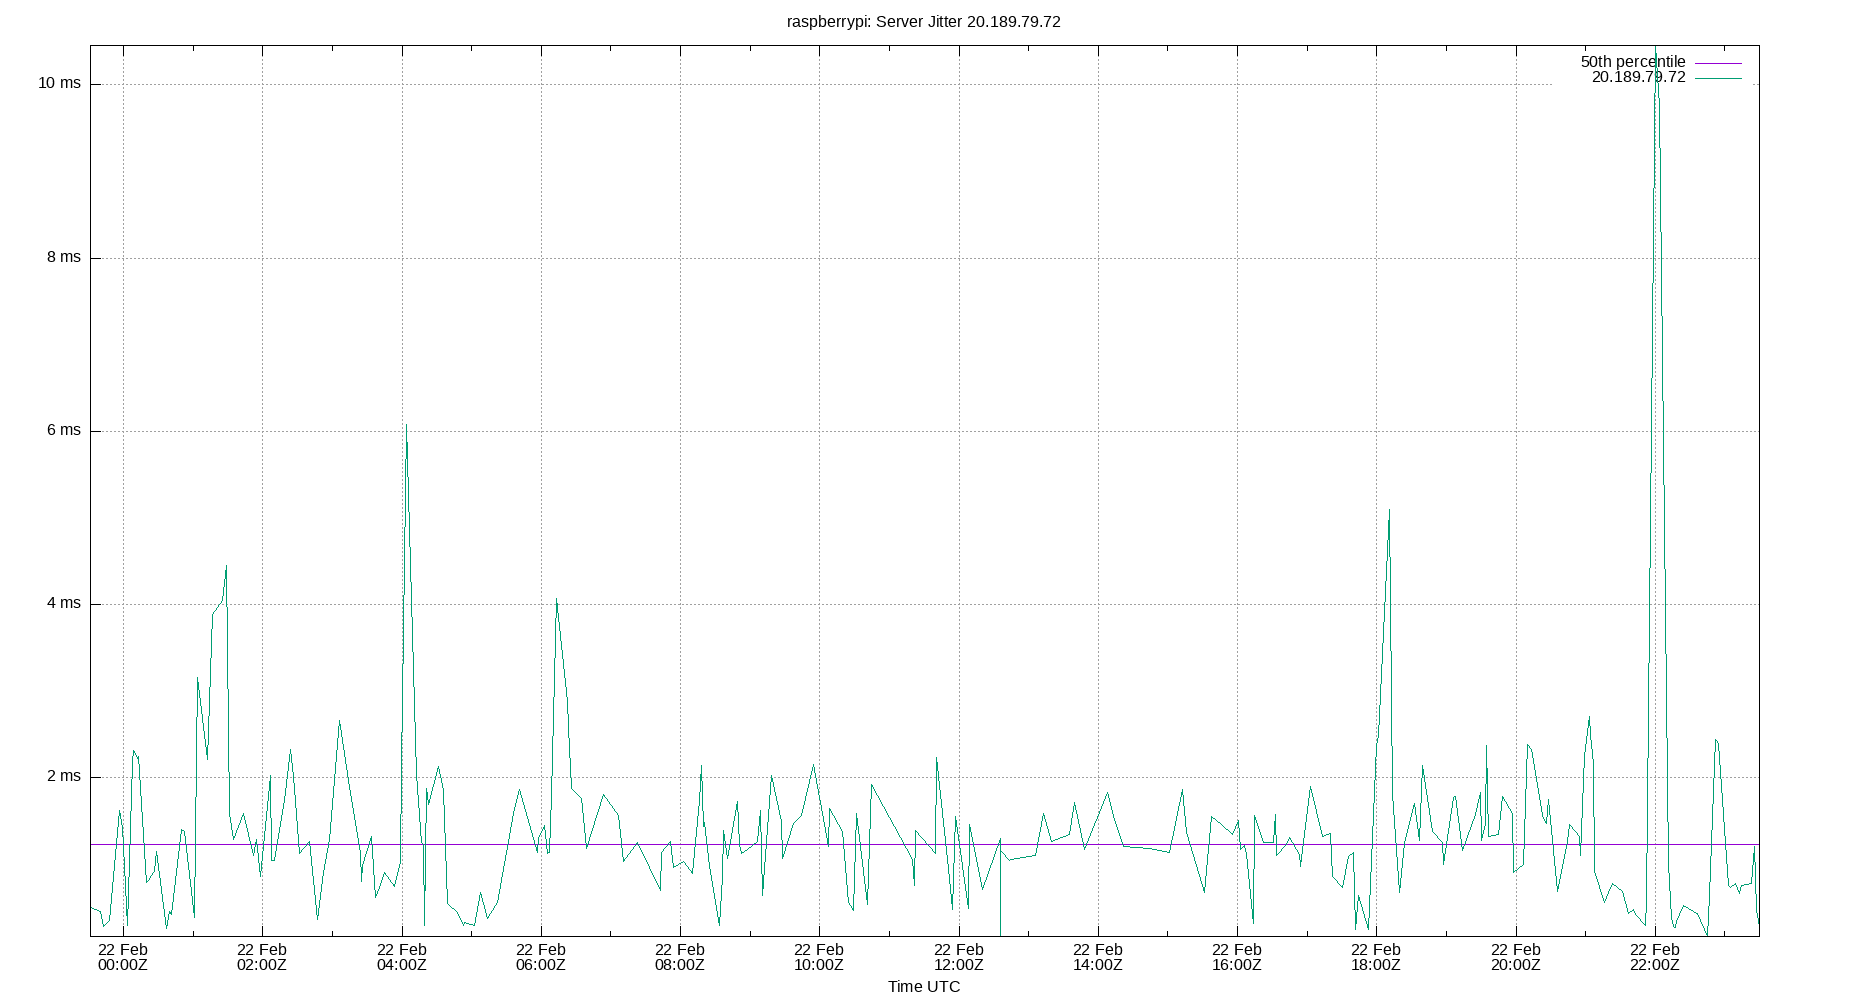 raspberrypi: Server Jitter 20.189.79.72
50th percentile
20.189.79.72
10 ms
8 ms
6 ms
4 ms
2 ms
22 Feb 22 Feb 22 Feb 22 Feb 22 Feb 22 Feb 22 Feb 22 Feb 22 Feb 22 Feb 22 Feb 22 Feb
00:00Z 02:00Z 04:00Z 06:00Z 08:00Z 10:00Z 12:00Z 14:00Z 16:00Z 18:00Z 20:00Z 22:00Z
Time UTC